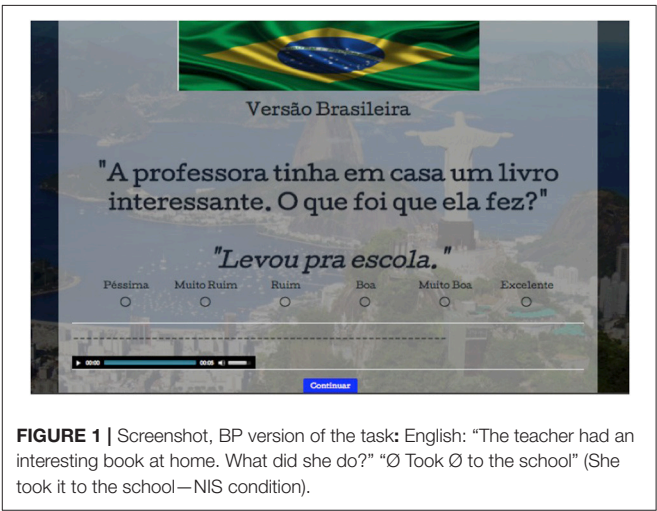 Versão Brasileira
"A professora tinha em casa um livro
interessante. O que foi que ela fez?"
"Levou pra escola."
Péssima Muito Ruim Ruim Boa Muito Boa Excelente
00:00 00:05
Continuar
FIGURE 1 | Screenshot, BP version of the task: English: “The teacher had an
interesting book at home. What did she do?” “Ø Took Ø to the school” (She
took it to the school—NIS condition).